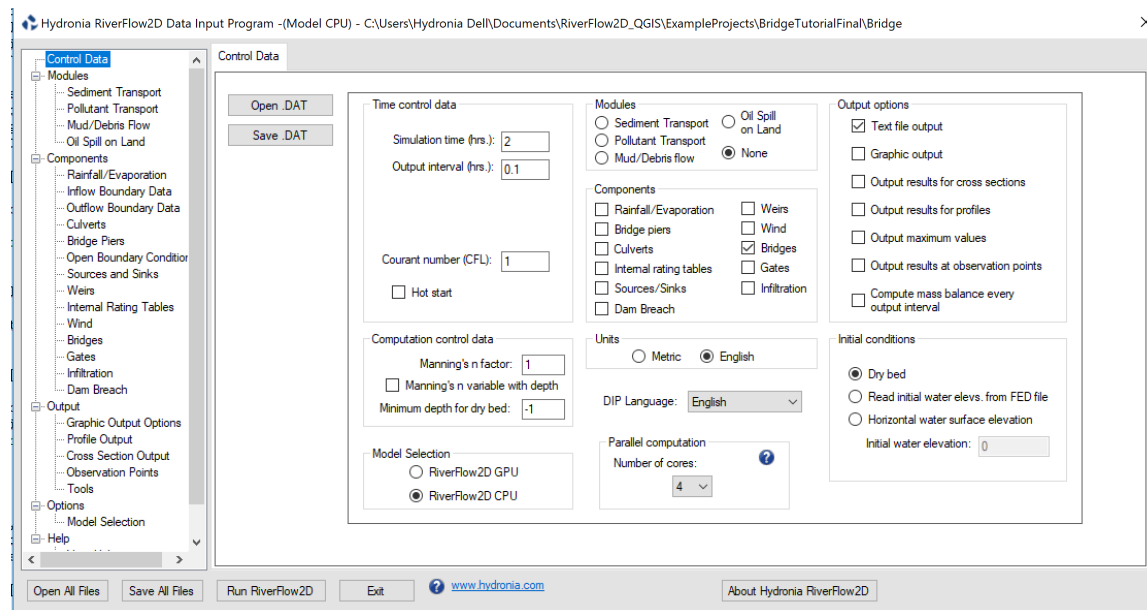 Hydronia RiverFlow2D Data Input Program -(Model CPU) - C:\Users\Hydronia Dell\Documents\RiverFlow2D_QGIS\ExampleProjects\BridgeTutorialFinal\Bridge
Control Data
Modules
Sediment Transport
Pollutant Transport
Mud/Debris Flow
Oil Spill on Land
Components
Rainfall/Evaporation
Inflow Boundary Data
Outflow Boundary Data
Culverts
Bridge Piers
Open Boundary Condition
Sources and Sinks
Weirs
Internal Rating Tables
Wind
Bridges
Gates
Infiltration
Dam Breach
Output
Graphic Output Options
Profile Output
Cross Section Output
Observation Points
Tools
Options
Model Selection
Help
Control Data
Open .DAT
Save .DAT
Time control data
Simulation time (hrs.): 2
Output interval (hrs.): 0.1
Courant number (CFL): 1
Hot start
Computation control data
Manning's n factor: 1
Manning's n variable with depth
Minimum depth for dry bed: -1
Model Selection
RiverFlow2D GPU
RiverFlow2D CPU
Modules
Sediment Transport
Pollutant Transport
Mud/Debris flow
Oil Spill
on Land
None
Components
Rainfall/Evaporation
Bridge piers
Culverts
Internal rating tables
Sources/Sinks
Dam Breach
Weirs
Wind
Bridges
Gates
Infiltration
Units
Metric
English
DIP Language: English
Parallel computation
Number of cores:
4
Output options
Text file output
Graphic output
Output results for cross sections
Output results for profiles
Output maximum values
Output results at observation points
Compute mass balance every
output interval
Initial conditions
Dry bed
Read initial water elevs. from FED file
Horizontal water surface elevation
Initial water elevation: 0
Open All Files
Save All Files
Run RiverFlow2D
Exit
www.hydronia.com
About Hydronia RiverFlow2D